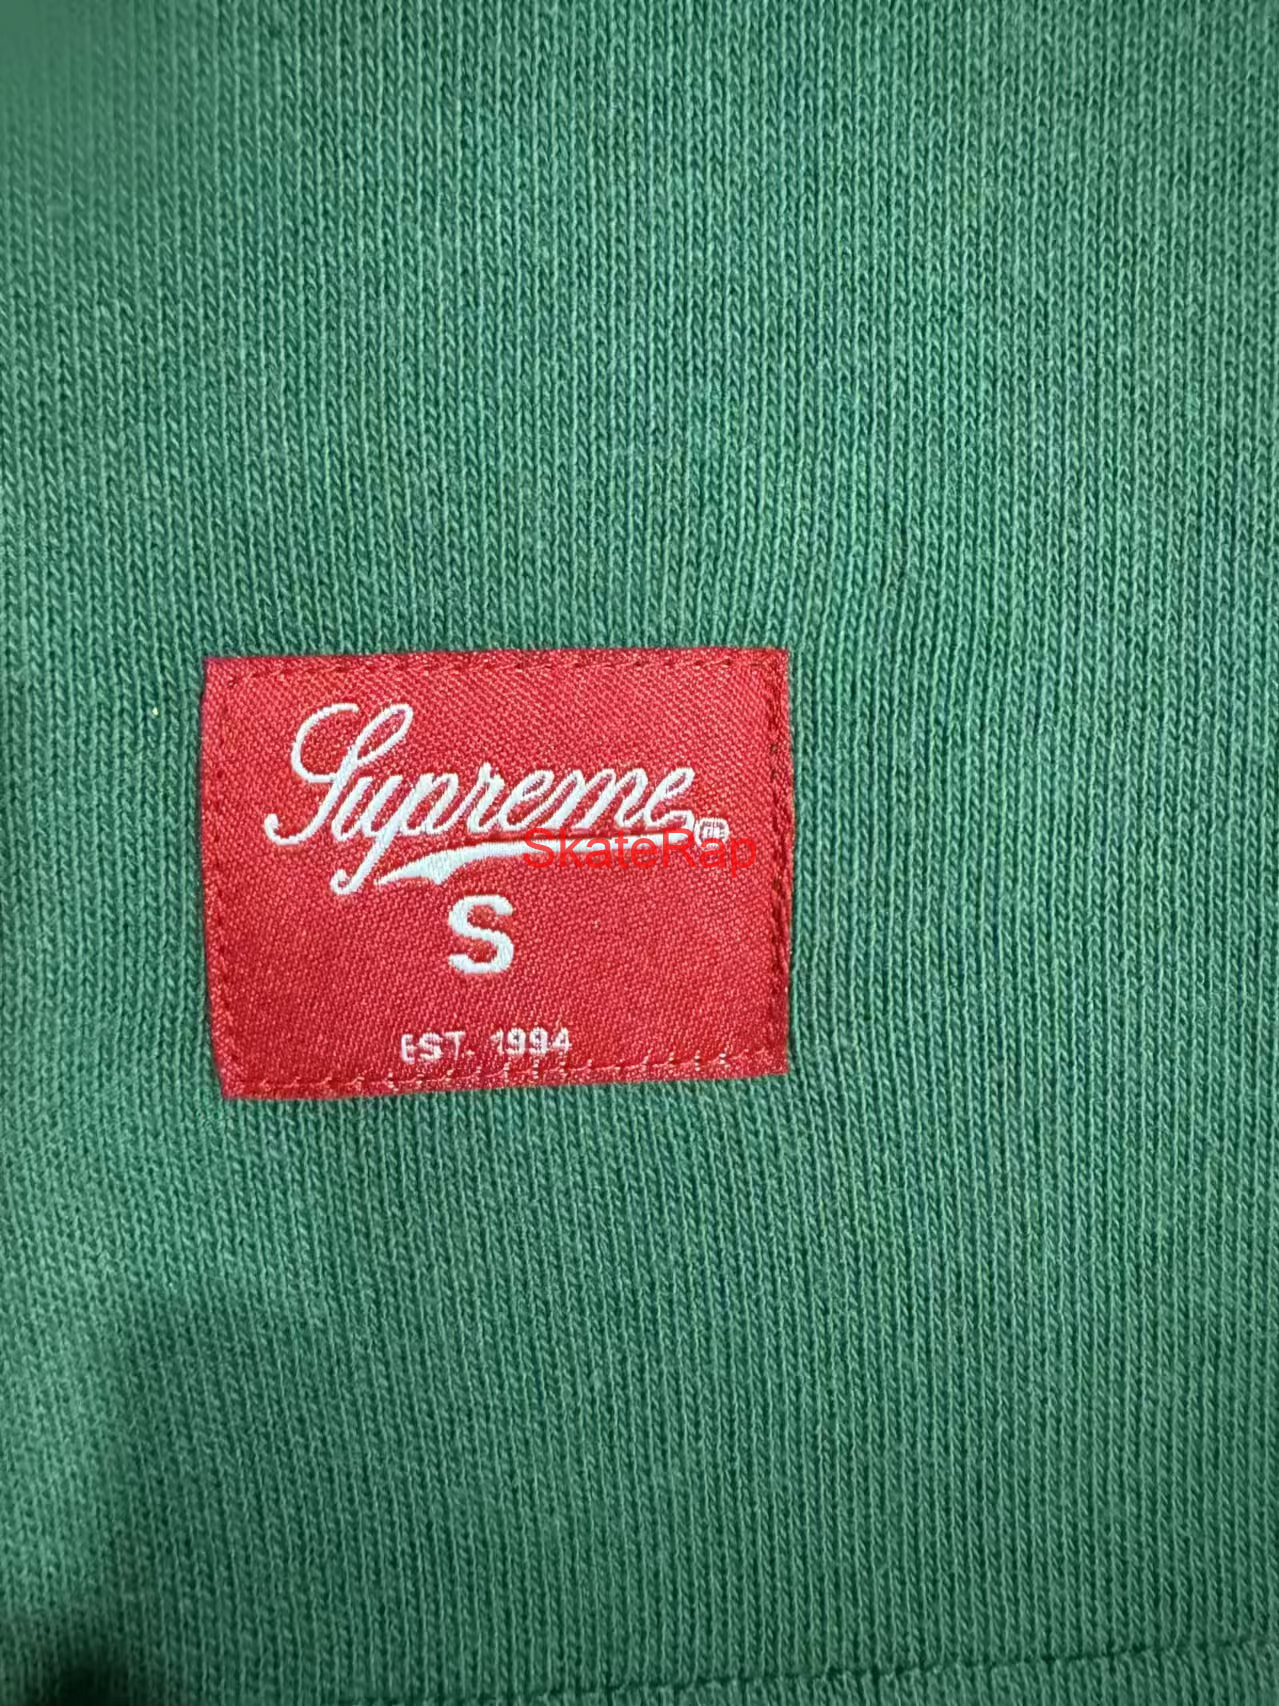 Supreme®
SkateRap
S
EST. 1994